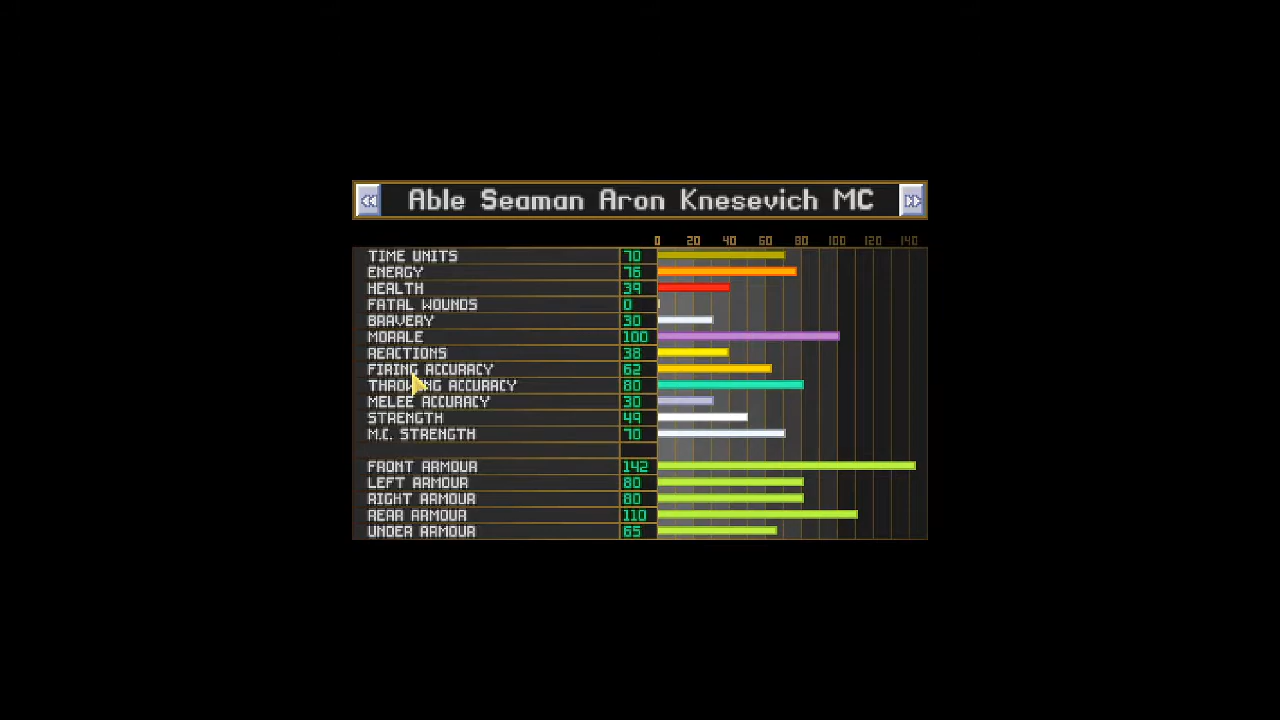 Able Seaman Aron Knesevich MC
0 20 40 60 80 100 120 140
TIME UNITS 70
ENERGY 76
HEALTH 39
FATAL WOUNDS 0
BRAVERY 30
MORALE 100
REACTIONS 38
FIRING ACCURACY 62
THROWING ACCURACY 80
MELEE ACCURACY 30
STRENGTH 49
M.C. STRENGTH 70
FRONT ARMOUR 142
LEFT ARMOUR 80
RIGHT ARMOUR 80
REAR ARMOUR 110
UNDER ARMOUR 65